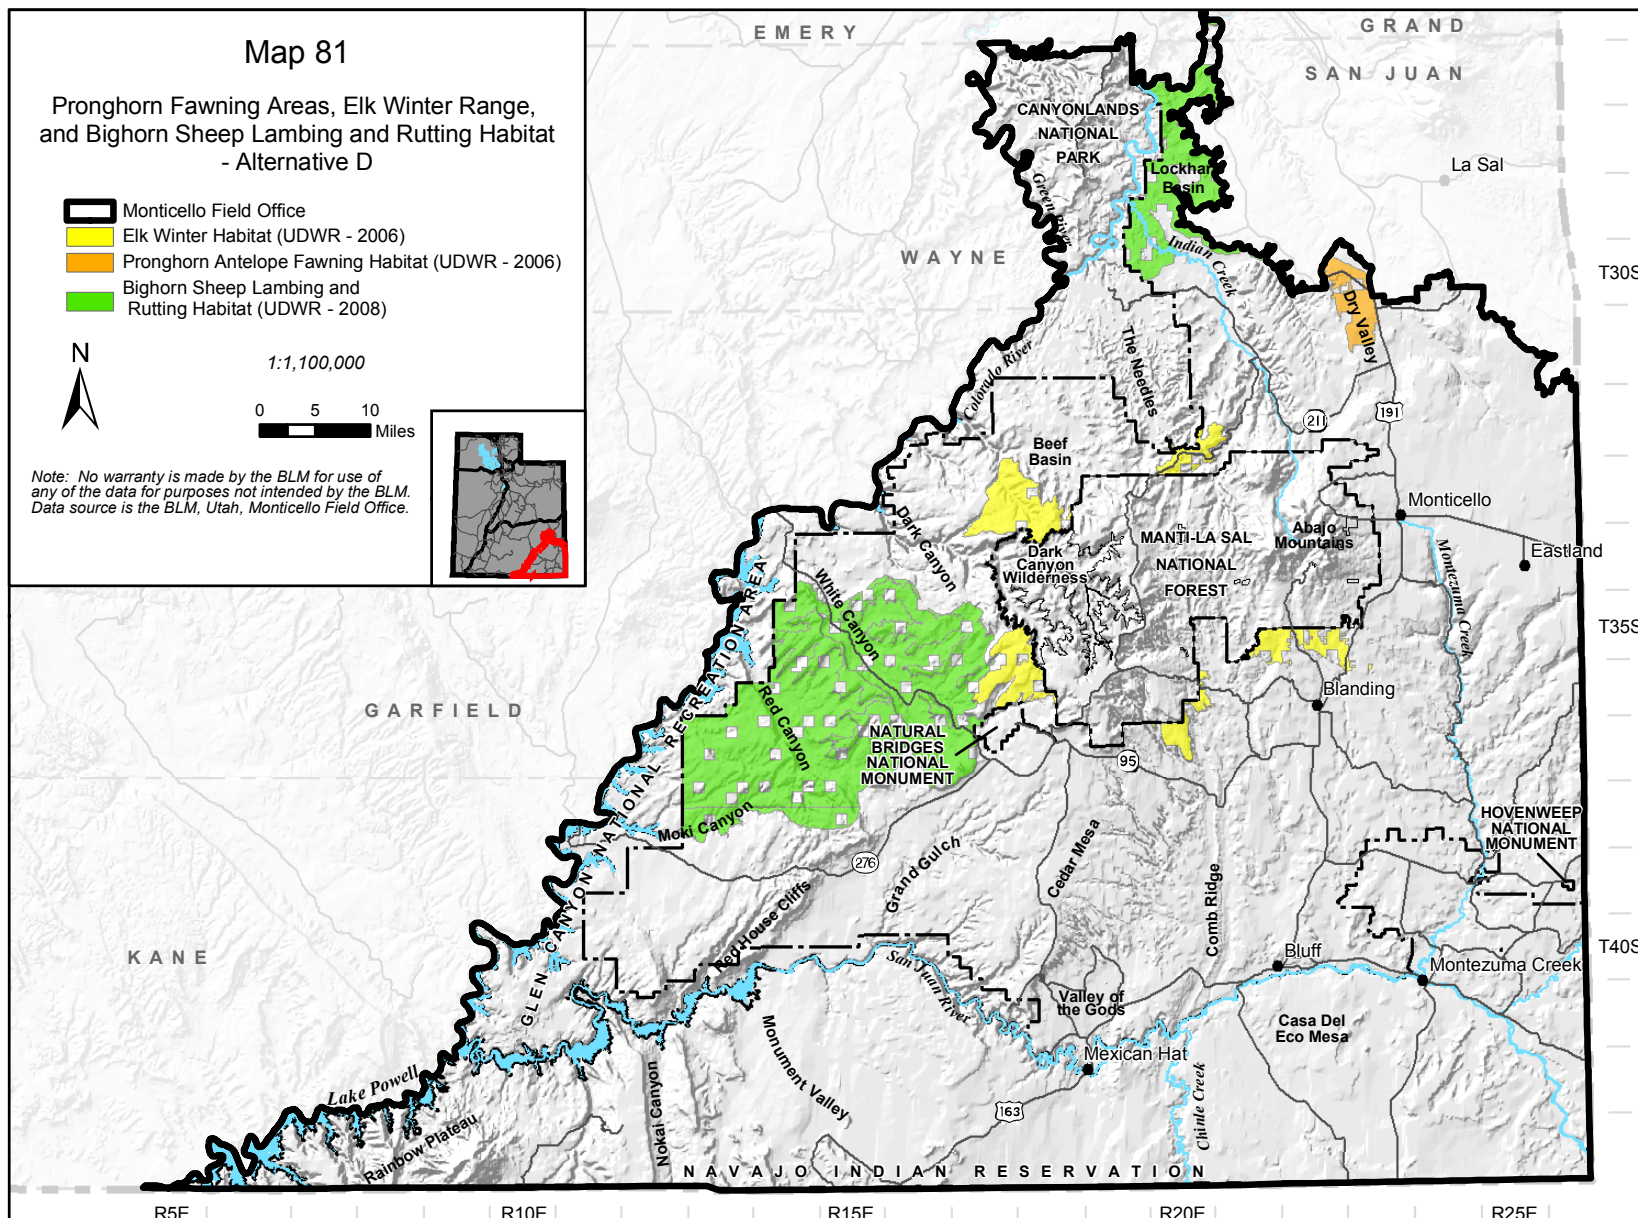 Map 81
Pronghorn Fawning Areas, Elk Winter Range,
and Bighorn Sheep Lambing and Rutting Habitat
- Alternative D
Monticello Field Office
Elk Winter Habitat (UDWR - 2006)
Pronghorn Antelope Fawning Habitat (UDWR - 2006)
Bighorn Sheep Lambing and
Rutting Habitat (UDWR - 2008)
N
1:1,100,000
0 5 10
Miles
Note: No warranty is made by the BLM for use of
any of the data for purposes not intended by the BLM.
Data source is the BLM, Utah, Monticello Field Office.
EMERY
GRAND
SAN JUAN
CANYONLANDS
NATIONAL
PARK
La Sal
Lockhar
Basin
Green River
WAYNE
Indian Creek
T30S
Dry Valley
The Needles
Colorado River
191
211
Beef
Basin
Monticello
Dark Canyon
MANTI-LA SAL
NATIONAL
FOREST
Abajo
Mountains
Eastland
Dark
Canyon
Wilderness
Montezuma Creek
White Canyon
T35S
GARFIELD
Blanding
Red Canyon
NATURAL
BRIDGES
NATIONAL
MONUMENT
95
GLEN CANYON NATIONAL RECREATION AREA
Moki Canyon
HOVENWEEP
NATIONAL
MONUMENT
276
Grand Gulch
Cedar Mesa
Comb Ridge
Red House Cliffs
KANE
T40S
Bluff
Montezuma Creek
San Juan River
Valley of
the Gods
Casa Del
Eco Mesa
Mexican Hat
Monument Valley
Nokai Canyon
Lake Powell
Rainbow Plateau
163
Chinle Creek
NAVAJO INDIAN RESERVATION
R5E
R10E
R15E
R20E
R25E